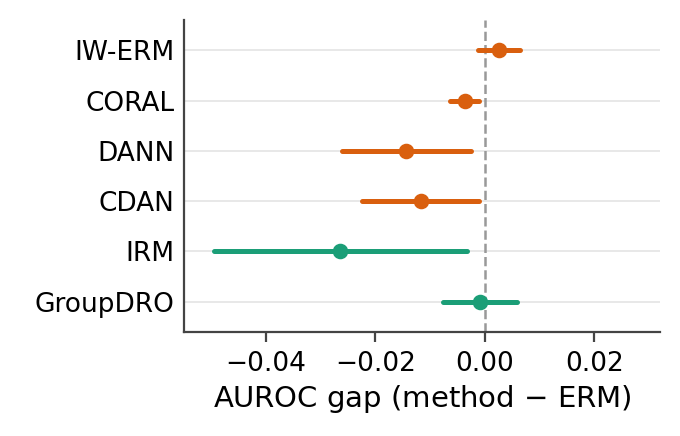 IW-ERM
CORAL
DANN
CDAN
IRM
GroupDRO
−0.04 −0.02 0.00 0.02
AUROC gap (method − ERM)